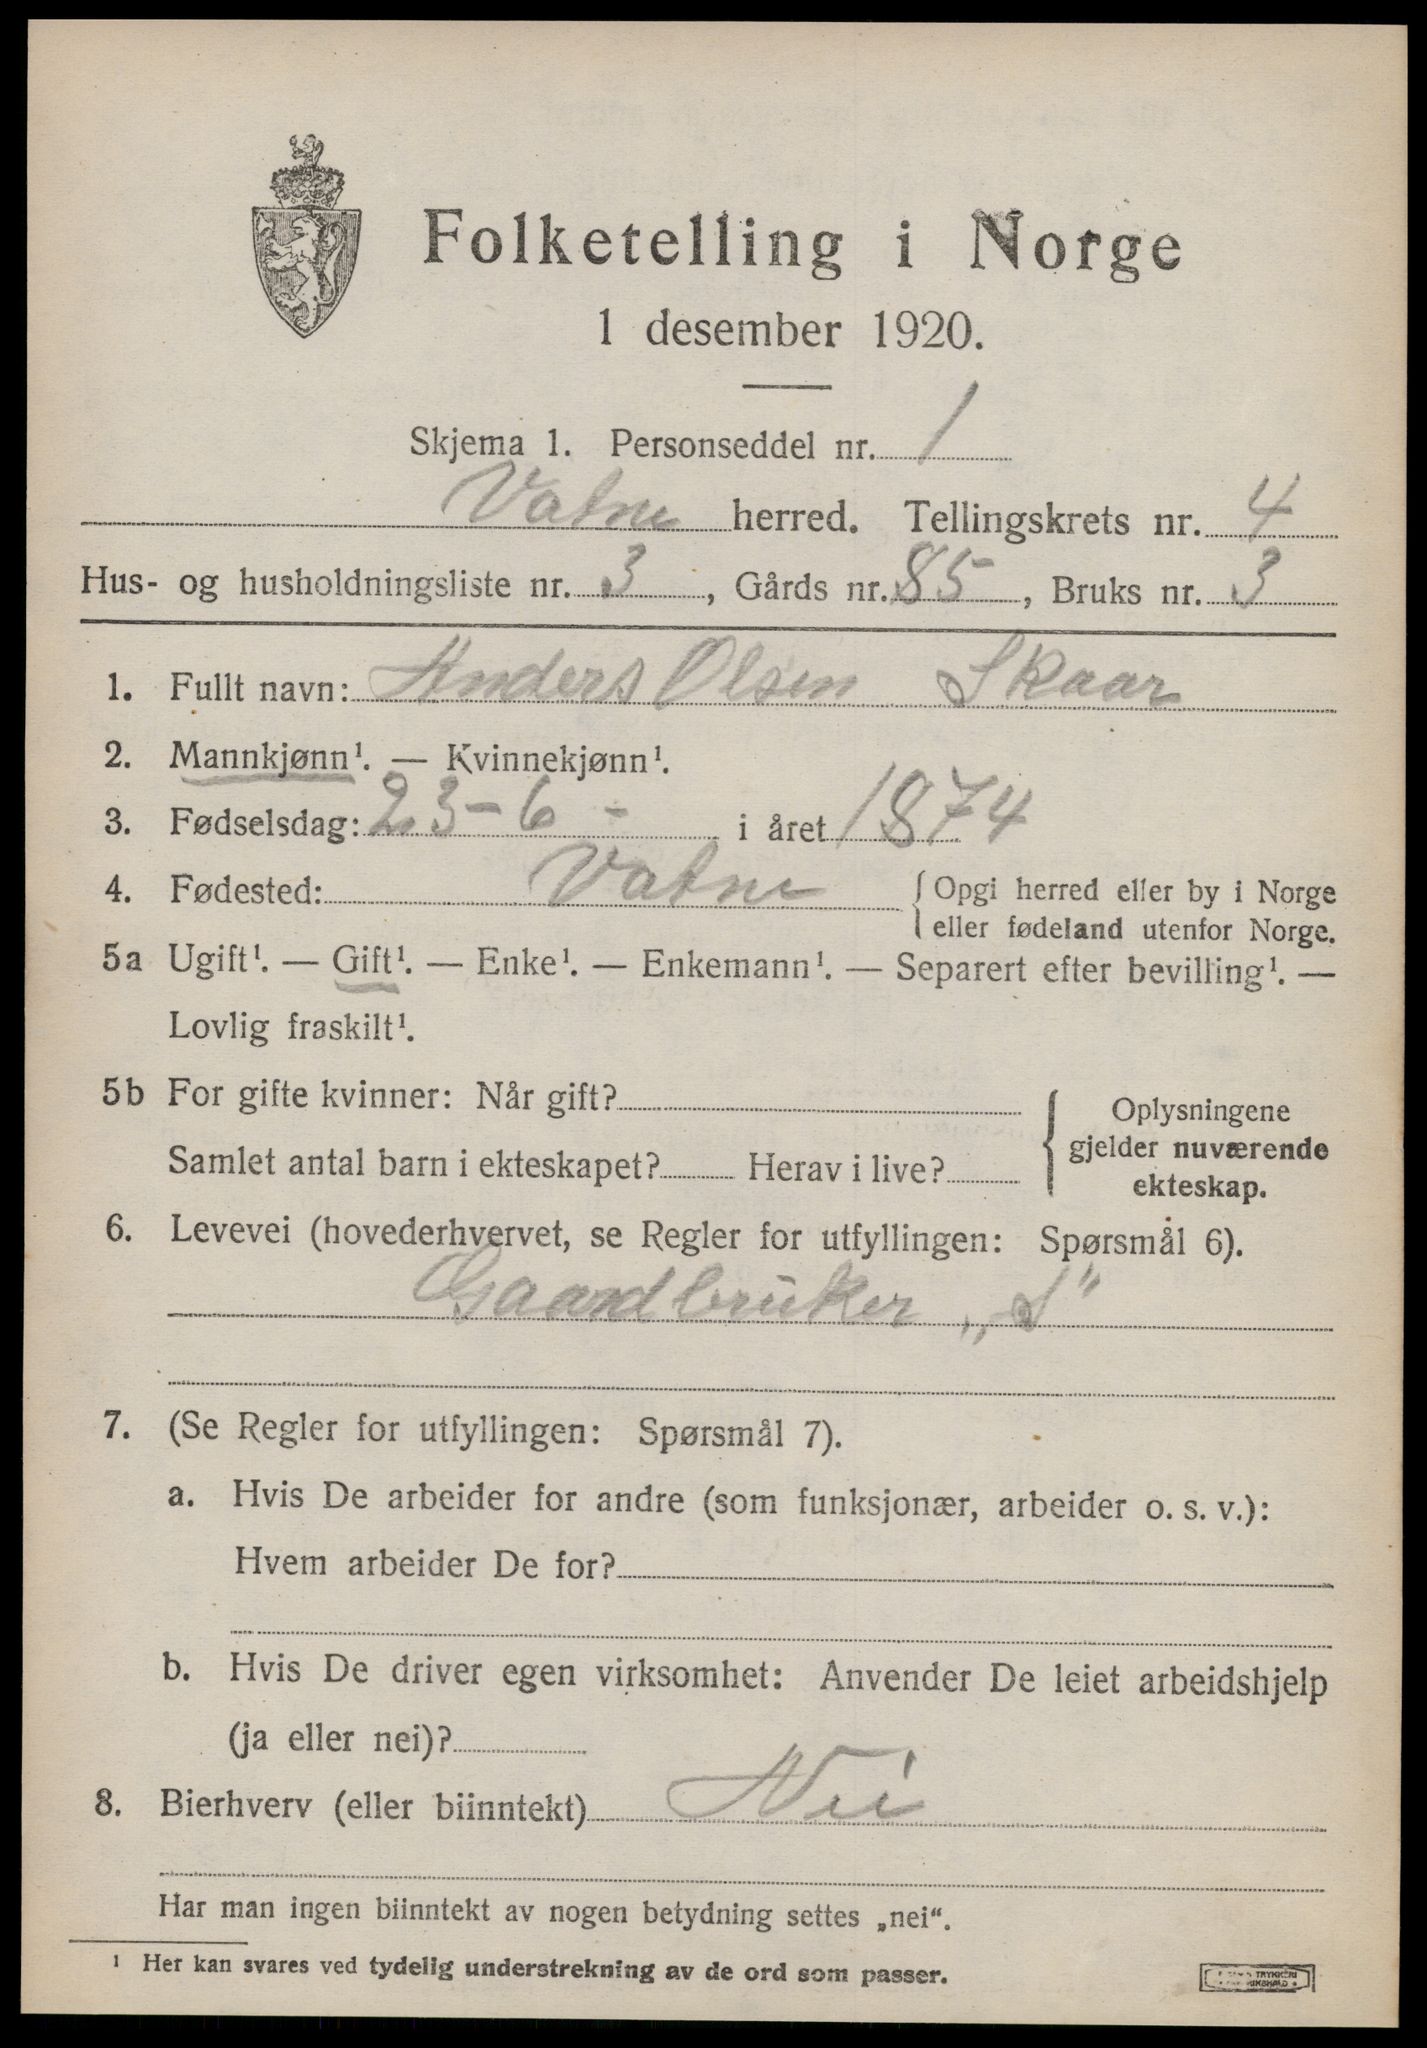 Folketelling i Norge
1 desember 1920.
Skjema 1. Personseddel nr. 1
Vatne herred. Tellingskrets nr. 4
Hus- og husholdningsliste nr. 3, Gårds nr. 85, Bruks nr. 3
1. Fullt navn: Anders Olsen Skaar
2. Mannkjønn¹. — Kvinnekjønn¹.
3. Fødselsdag: 23-6- i året 1874
4. Fødested: Vatne { Opgi herred eller by i Norge
eller fødeland utenfor Norge.
5a Ugift¹. — Gift¹. — Enke¹. — Enkemann¹. — Separert efter bevilling¹. —
Lovlig fraskilt¹.
5b For gifte kvinner: Når gift?
Samlet antal barn i ekteskapet? Herav i live?
{ Oplysningene
gjelder nuværende
ekteskap.
6. Levevei (hovederhvervet, se Regler for utfyllingen: Spørsmål 6).
Gaardbruker „S"
7. (Se Regler for utfyllingen: Spørsmål 7).
a. Hvis De arbeider for andre (som funksjonær, arbeider o. s. v.):
Hvem arbeider De for?
b. Hvis De driver egen virksomhet: Anvender De leiet arbeidshjelp
(ja eller nei)?
8. Bierhverv (eller biinntekt) Nei
Har man ingen biinntekt av nogen betydning settes „nei".
¹ Her kan svares ved tydelig understrekning av de ord som passer.